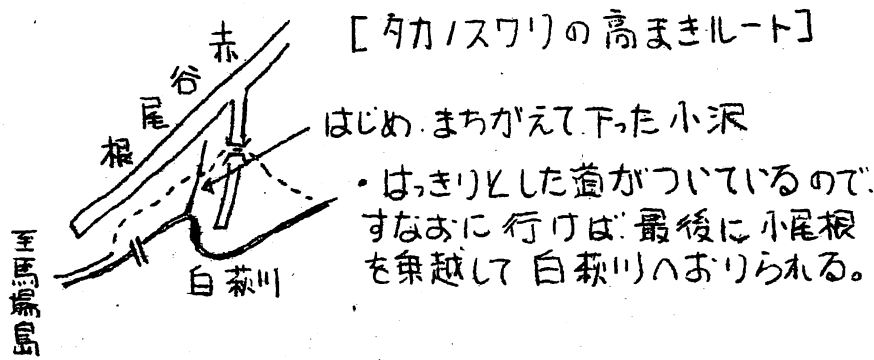 [タカノスワリの高まきルート]
赤谷尾根
はじめ、まちがえて下った小沢
・はっきりとした道がついているので、
すなおに行けば、最後に小尾根
を乗越して白萩川へおりられる。
白萩川
至馬場島